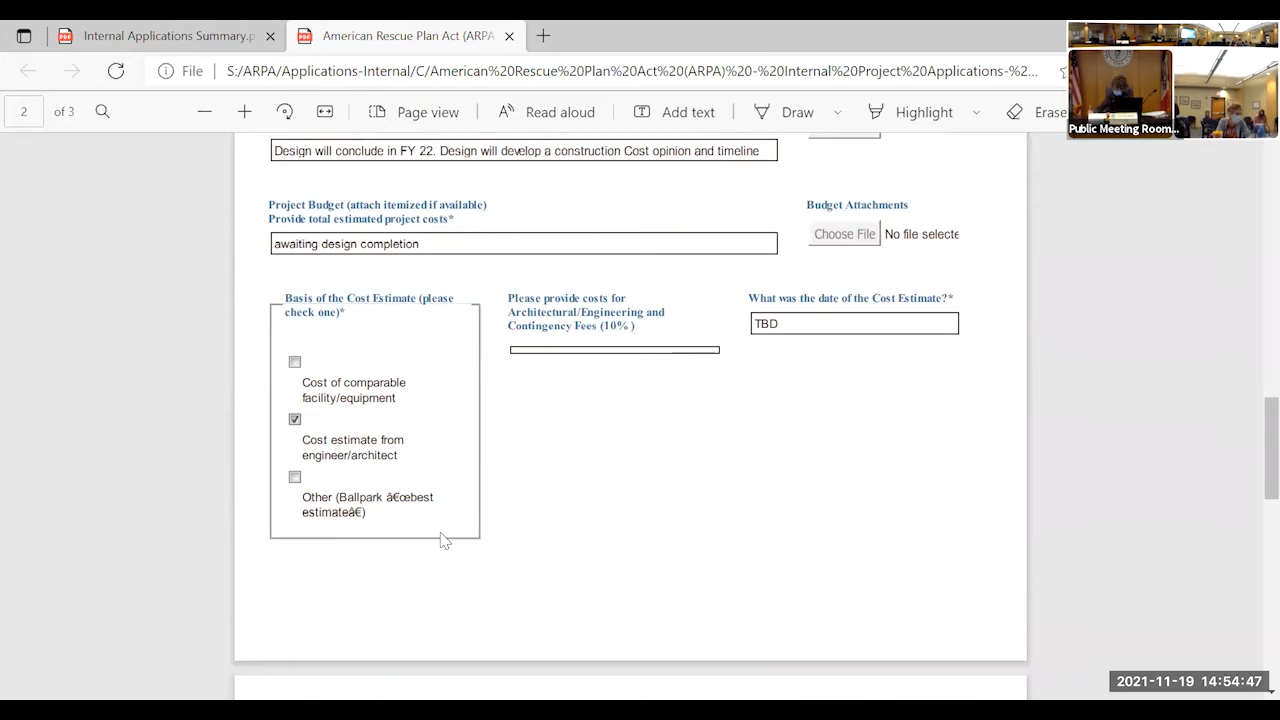 Internal Applications Summary.p
American Rescue Plan Act (ARPA
File
S:/ARPA/Applications-Internal/C/American%20Rescue%20Plan%20Act%20(ARPA)%20-%20Internal%20Project%20Applications-%2...
2 of 3
Page view
Read aloud
Add text
Draw
Highlight
Erase
Public Meeting Room...
Design will conclude in FY 22. Design will develop a construction Cost opinion and timeline
Project Budget (attach itemized if available)
Provide total estimated project costs*
Budget Attachments
awaiting design completion
Choose File No file selecte
Basis of the Cost Estimate (please
check one)*
Please provide costs for
Architectural/Engineering and
Contingency Fees (10% )
What was the date of the Cost Estimate?*
TBD
Cost of comparable
facility/equipment
Cost estimate from
engineer/architect
Other (Ballpark â€œbest
estimateâ€)
2021-11-19 14:54:47